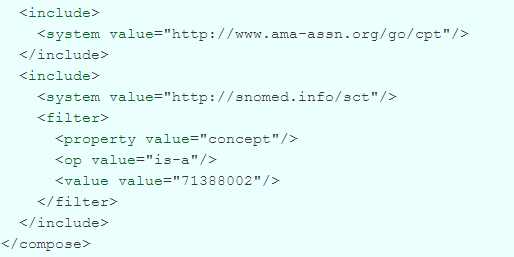 <include>
<system value="http://www.ama-assn.org/go/cpt"/>
</include>
<include>
<system value="http://snomed.info/sct"/>
<filter>
<property value="concept"/>
<op value="is-a"/>
<value value="71388002"/>
</filter>
</include>
</compose>